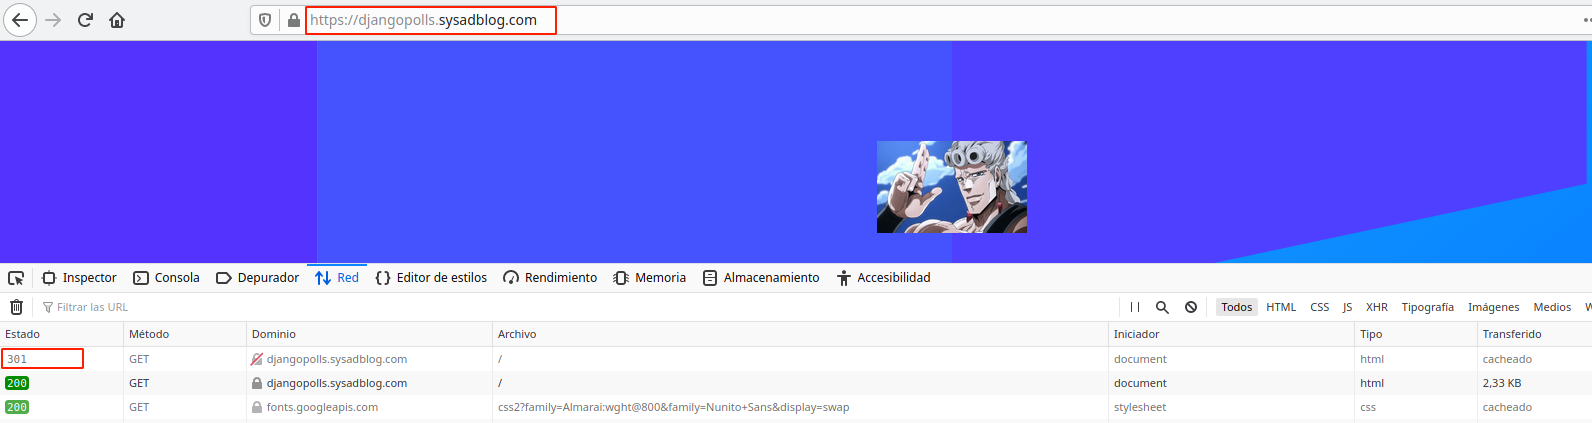 https://djangopolls.sysadblog.com
Inspector Consola Depurador Red Editor de estilos Rendimiento Memoria Almacenamiento Accesibilidad
Filtrar las URL Todos HTML CSS JS XHR Tipografía Imágenes Medios
Estado Método Dominio Archivo Iniciador Tipo Transferido
301 GET djangopolls.sysadblog.com / document html cacheado
200 GET djangopolls.sysadblog.com / document html 2,33 KB
200 GET fonts.googleapis.com css2?family=Almarai:wght@800&family=Nunito+Sans&display=swap stylesheet css cacheado